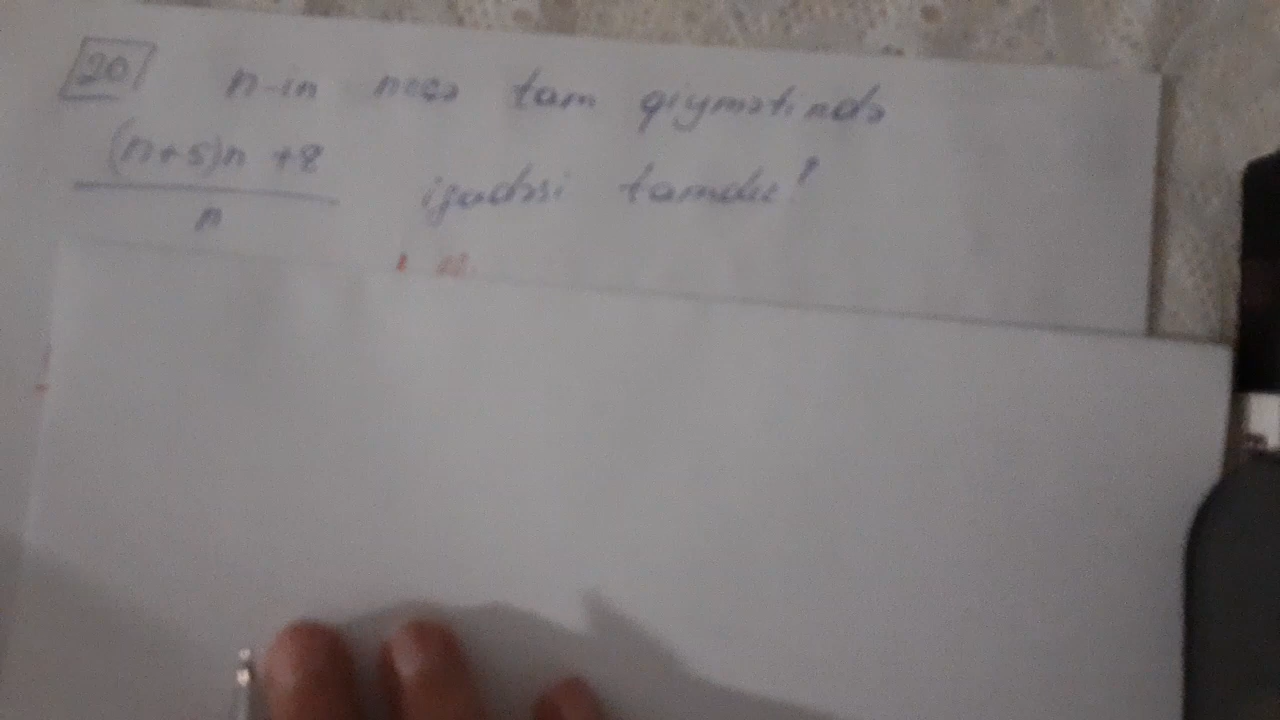 20 n-in neçə tam qiymətində
(n+5)n +8
n
ifadəsi tamdır?